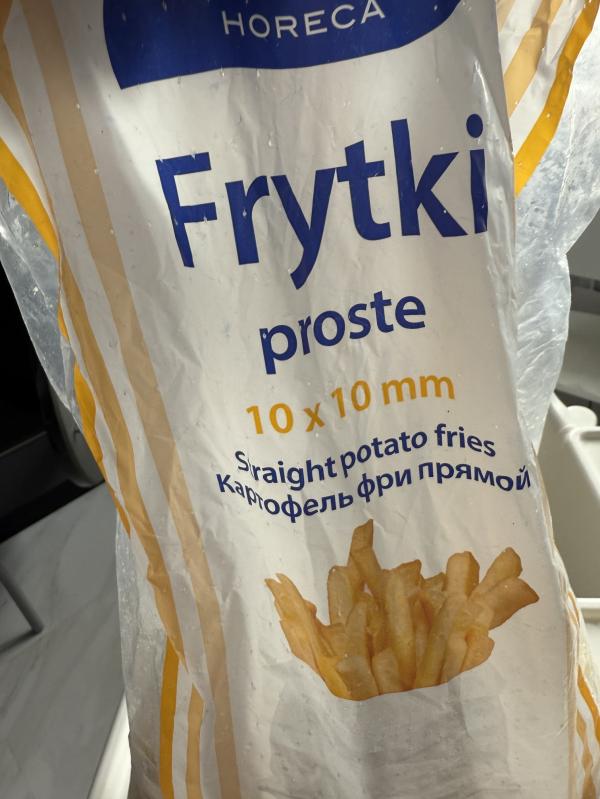 HORECA
Frytki
proste
10 x 10 mm
Straight potato fries
Картофель фри прямой